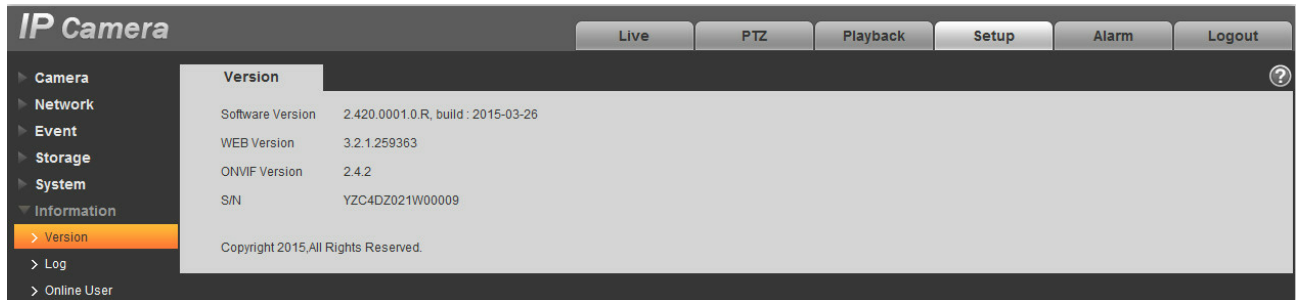 IP Camera
Live PTZ Playback Setup Alarm Logout
Camera
Network
Event
Storage
System
Information
Version
Log
Online User
Version
?
Software Version 2.420.0001.0.R, build : 2015-03-26
WEB Version 3.2.1.259363
ONVIF Version 2.4.2
S/N YZC4DZ021W00009
Copyright 2015,All Rights Reserved.